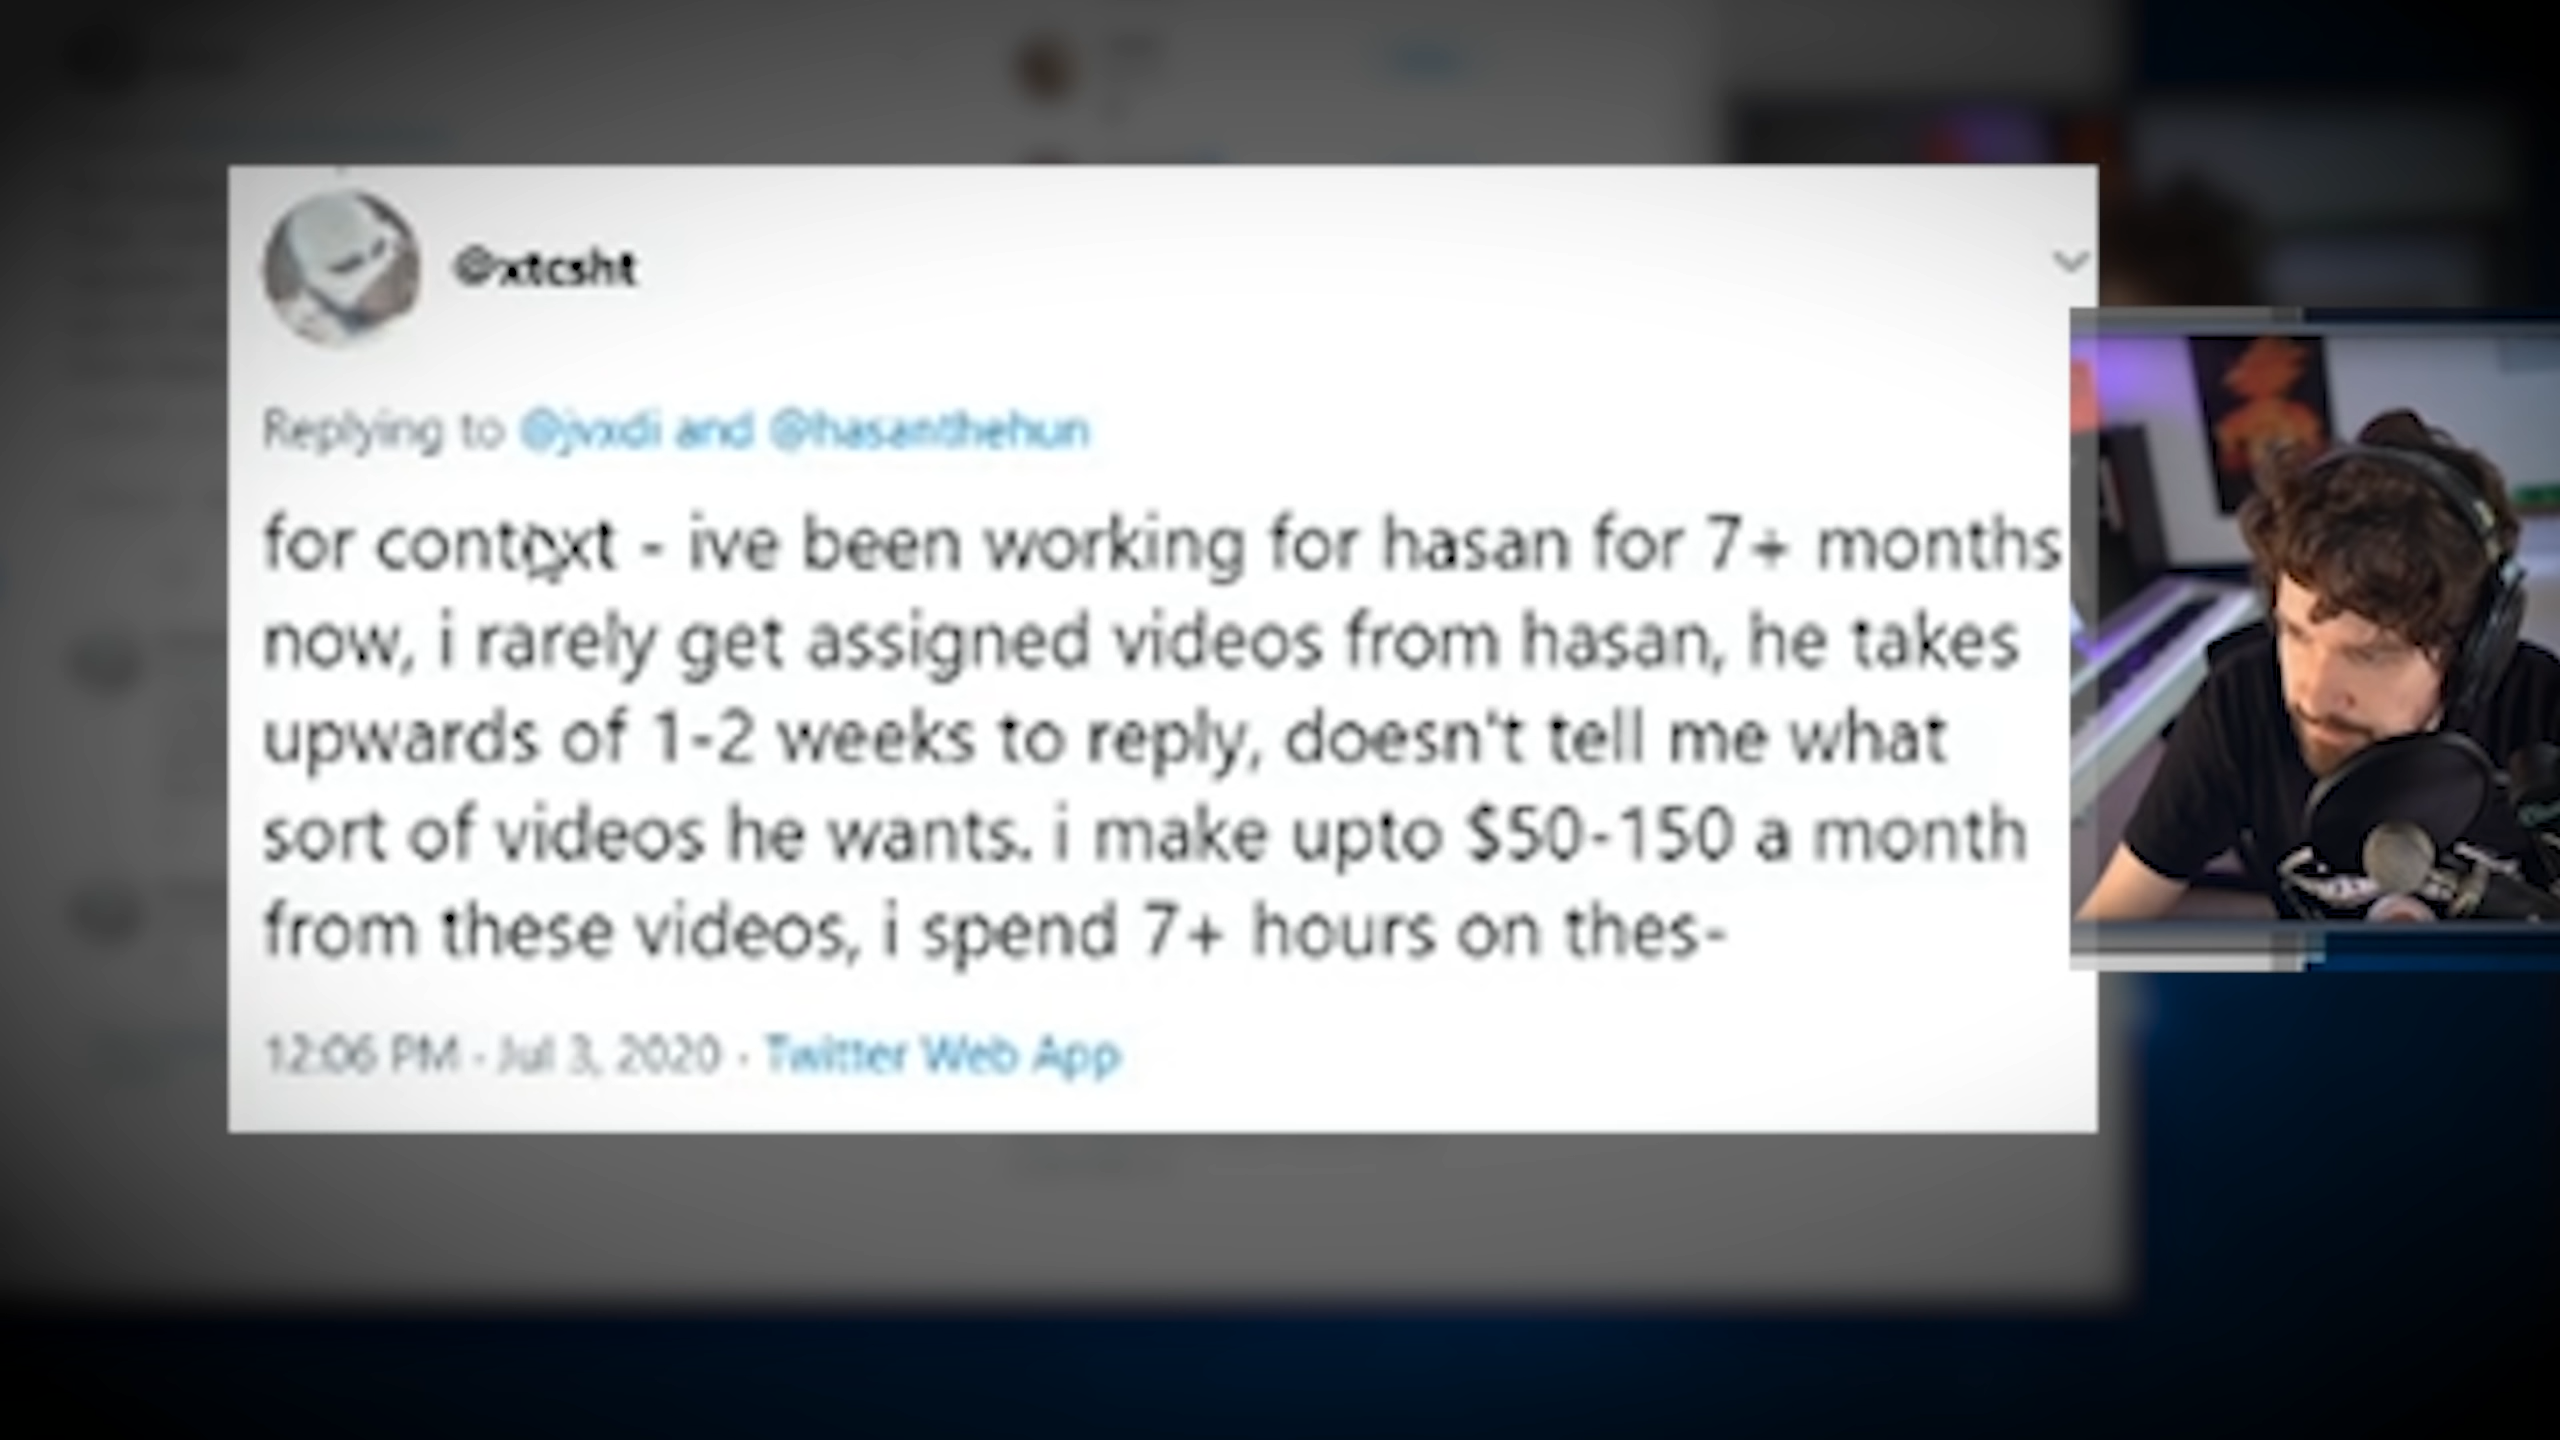 @xtcsht
Replying to @jvxdi and @hasanthehun
for context - ive been working for hasan for 7+ months
now, i rarely get assigned videos from hasan, he takes
upwards of 1-2 weeks to reply, doesn't tell me what
sort of videos he wants. i make upto $50-150 a month
from these videos, i spend 7+ hours on thes-
12:06 PM · Jul 3, 2020 · Twitter Web App